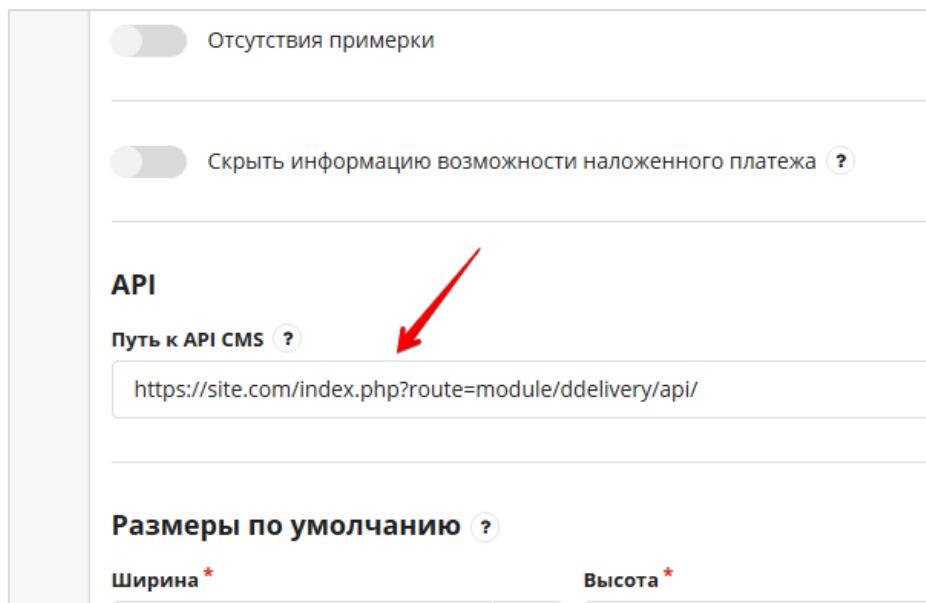 Отсутствия примерки
Скрыть информацию возможности наложенного платежа ?
API
Путь к API CMS ?
https://site.com/index.php?route=module/ddelivery/api/
Размеры по умолчанию ?
Ширина * Высота *